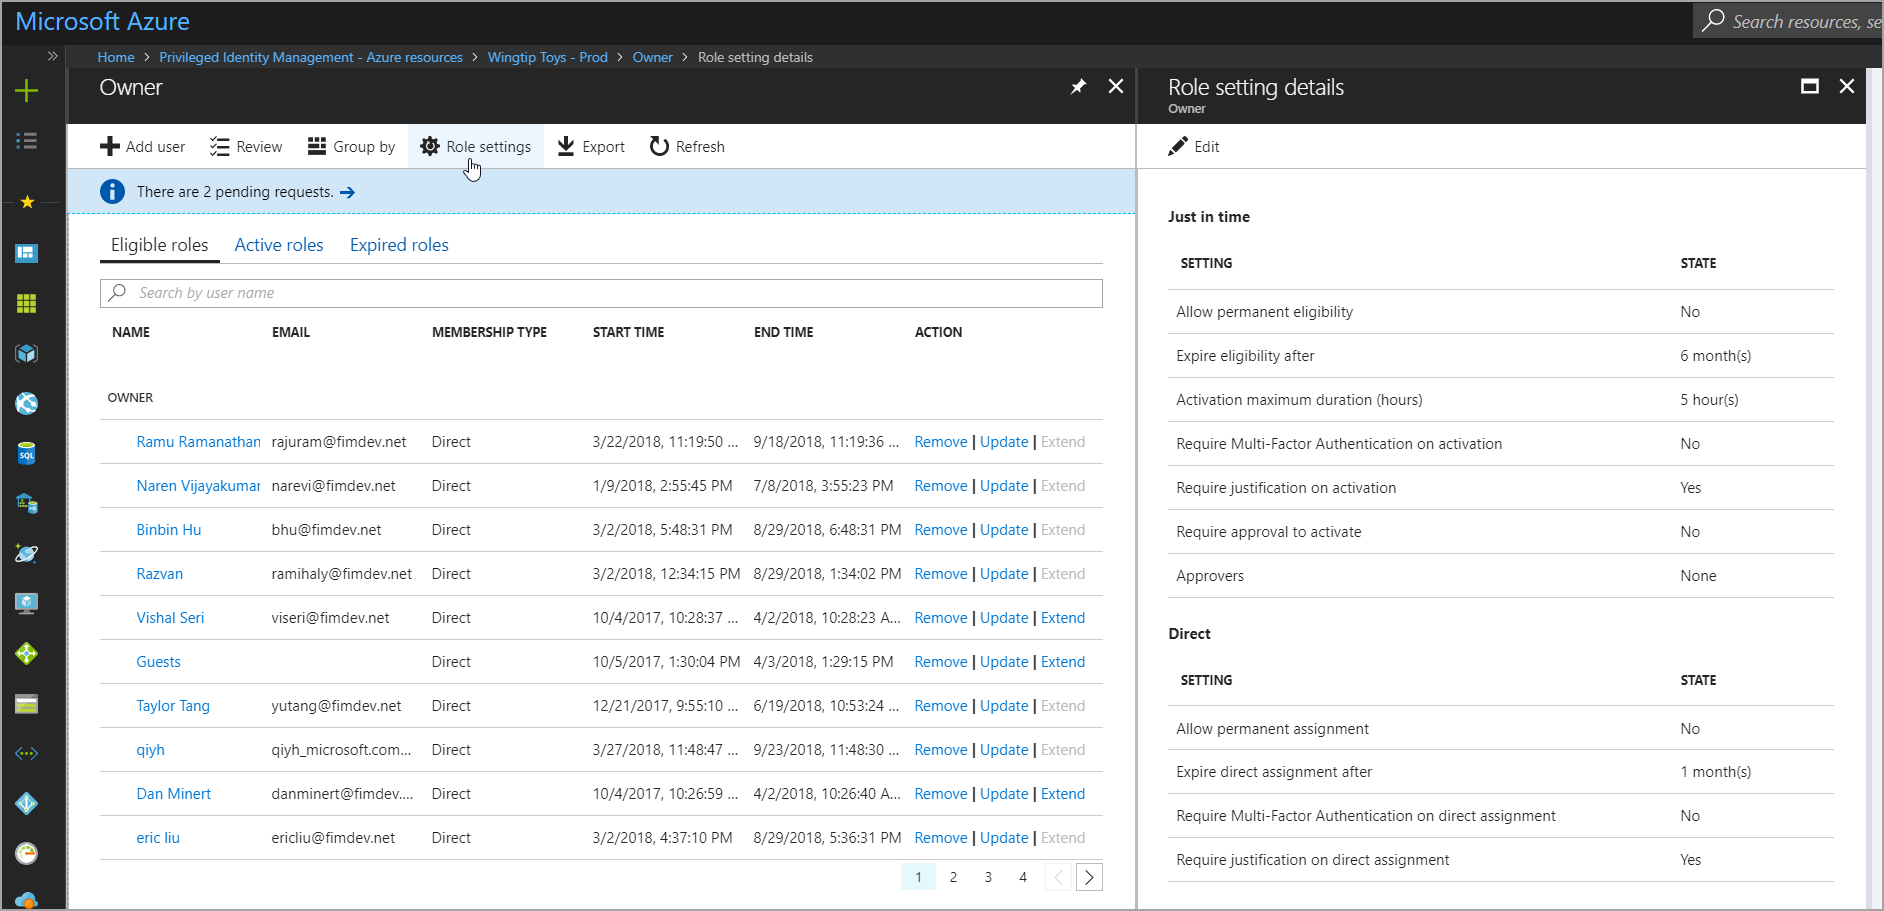 Microsoft Azure
Search resources, se
Home > Privileged Identity Management - Azure resources > Wingtip Toys - Prod > Owner > Role setting details
Owner
Add user Review Group by Role settings Export Refresh
There are 2 pending requests. →
Eligible roles Active roles Expired roles
Search by user name
NAME EMAIL MEMBERSHIP TYPE START TIME END TIME ACTION
OWNER
Ramu Ramanathan rajuram@fimdev.net Direct 3/22/2018, 11:19:50 ... 9/18/2018, 11:19:36 ... Remove | Update | Extend
Naren Vijayakumar narevi@fimdev.net Direct 1/9/2018, 2:55:45 PM 7/8/2018, 3:55:23 PM Remove | Update | Extend
Binbin Hu bhu@fimdev.net Direct 3/2/2018, 5:48:31 PM 8/29/2018, 6:48:31 PM Remove | Update | Extend
Razvan ramihaly@fimdev.net Direct 3/2/2018, 12:34:15 PM 8/29/2018, 1:34:02 PM Remove | Update | Extend
Vishal Seri viseri@fimdev.net Direct 10/4/2017, 10:28:37 ... 4/2/2018, 10:28:23 A... Remove | Update | Extend
Guests Direct 10/5/2017, 1:30:04 PM 4/3/2018, 1:29:15 PM Remove | Update | Extend
Taylor Tang yutang@fimdev.net Direct 12/21/2017, 9:55:10 ... 6/19/2018, 10:53:24 ... Remove | Update | Extend
qiyh qiyh_microsoft.com... Direct 3/27/2018, 11:48:47 ... 9/23/2018, 11:48:30 ... Remove | Update | Extend
Dan Minert danminert@fimdev.... Direct 10/4/2017, 10:26:59 ... 4/2/2018, 10:26:40 A... Remove | Update | Extend
eric liu ericliu@fimdev.net Direct 3/2/2018, 4:37:10 PM 8/29/2018, 5:36:31 PM Remove | Update | Extend
1 2 3 4 < >
Role setting details
Owner
Edit
Just in time
SETTING STATE
Allow permanent eligibility No
Expire eligibility after 6 month(s)
Activation maximum duration (hours) 5 hour(s)
Require Multi-Factor Authentication on activation No
Require justification on activation Yes
Require approval to activate No
Approvers None
Direct
SETTING STATE
Allow permanent assignment No
Expire direct assignment after 1 month(s)
Require Multi-Factor Authentication on direct assignment No
Require justification on direct assignment Yes
SQL